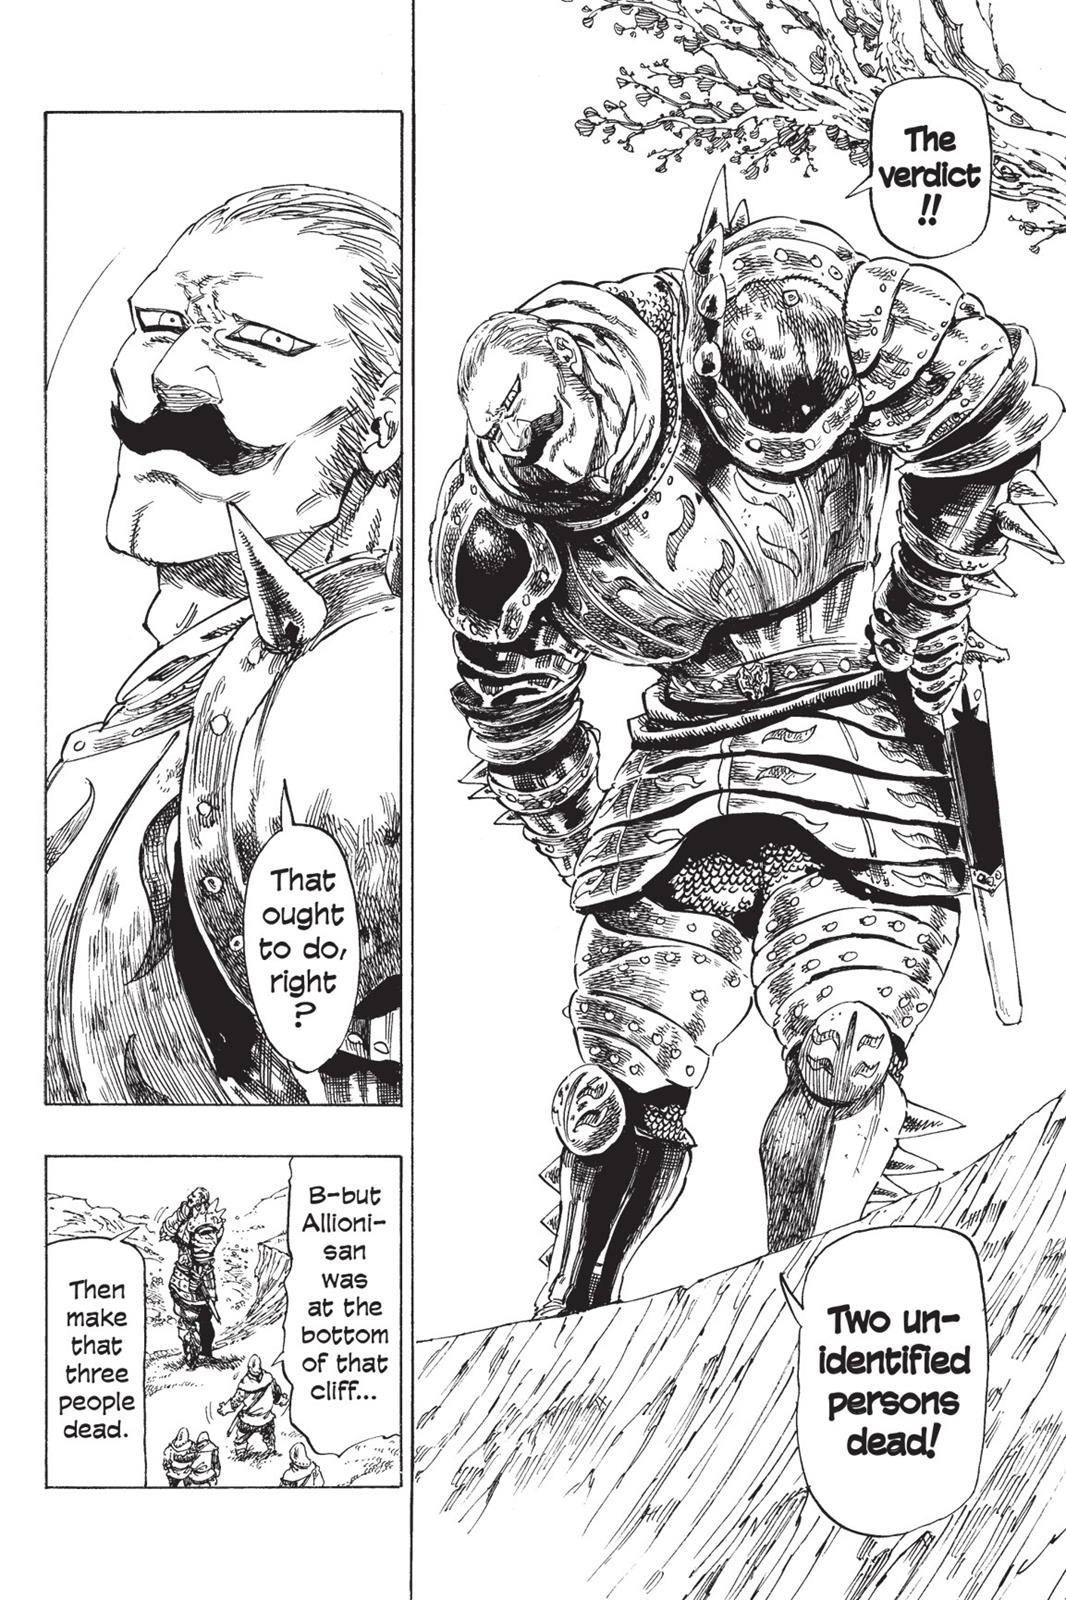 The
verdict
!!
Two un-
identified
persons
dead!
That
ought
to do,
right
?
B-but
Allioni-
san
was
at the
bottom
of that
cliff...
Then
make
that
three
people
dead.